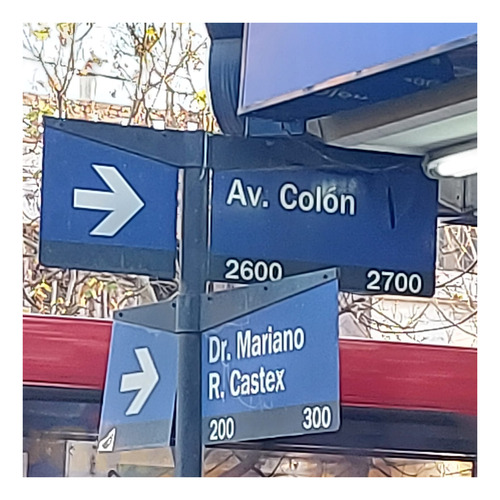 Av. Colón
2600 2700
Dr. Mariano
R. Castex
200 300